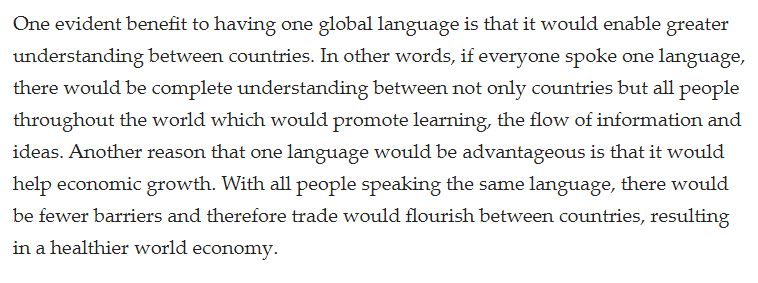 One evident benefit to having one global language is that it would enable greater
understanding between countries. In other words, if everyone spoke one language,
there would be complete understanding between not only countries but all people
throughout the world which would promote learning, the flow of information and
ideas. Another reason that one language would be advantageous is that it would
help economic growth. With all people speaking the same language, there would
be fewer barriers and therefore trade would flourish between countries, resulting
in a healthier world economy.